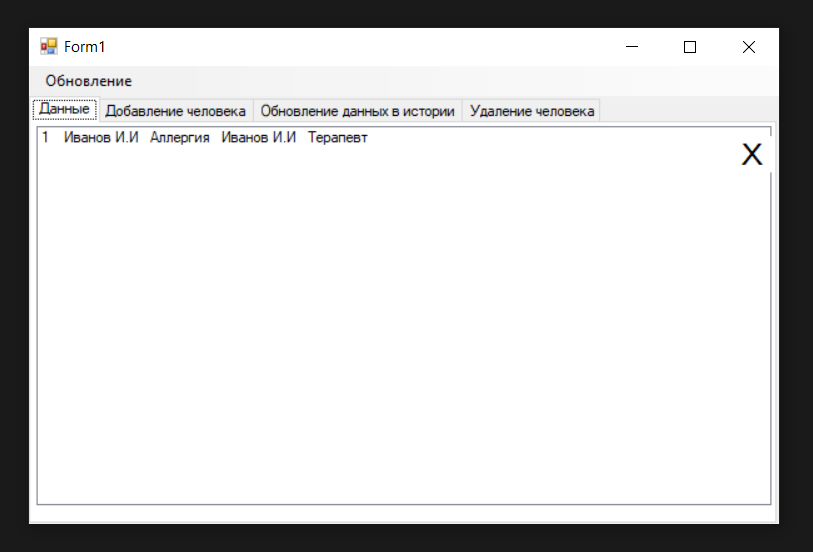 Form1
Обновление
Данные Добавление человека Обновление данных в истории Удаление человека
1 Иванов И.И Аллергия Иванов И.И Терапевт
X